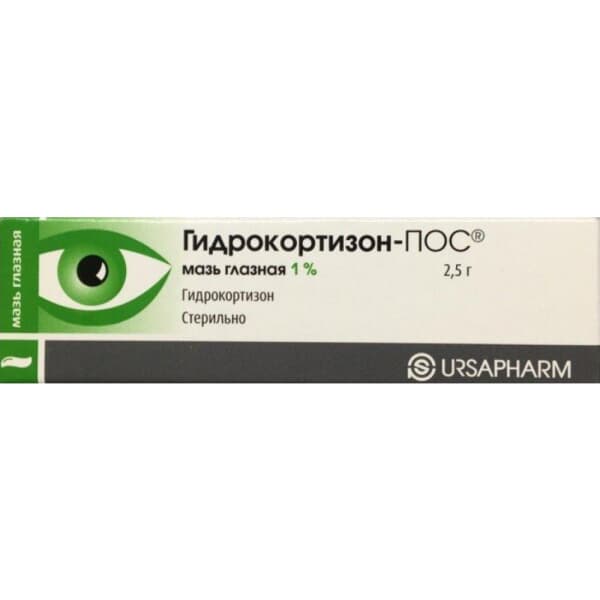 мазь глазная
Гидрокортизон-ПОС®
мазь глазная 1 %
2,5 г
Гидрокортизон
Стерильно
URSAPHARM